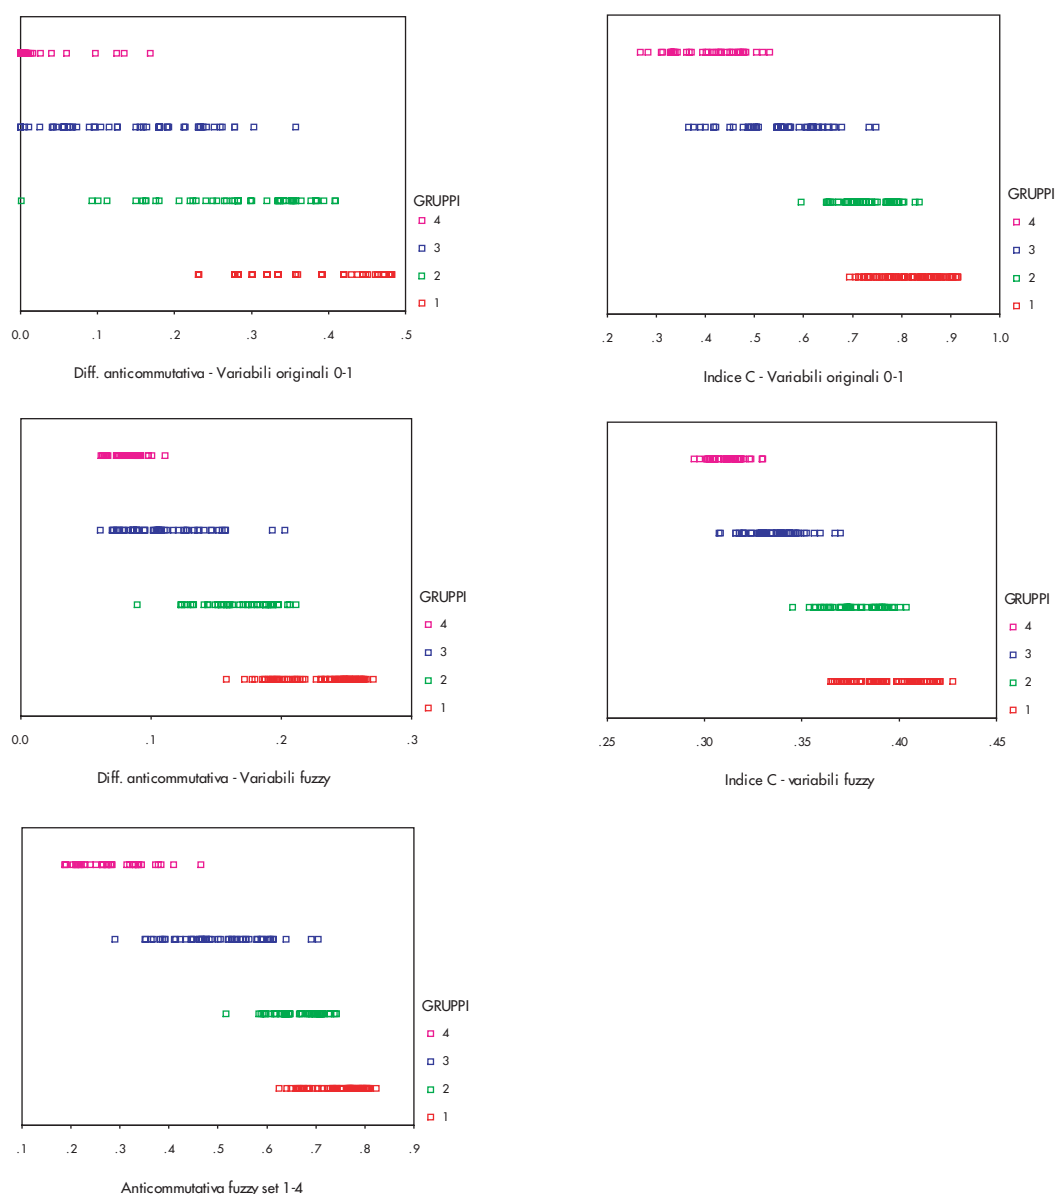 GRUPPI
4
3
2
1
0.0 .1 .2 .3 .4 .5
Diff. anticommutativa - Variabili originali 0-1
GRUPPI
4
3
2
1
.2 .3 .4 .5 .6 .7 .8 .9 1.0
Indice C - Variabili originali 0-1
GRUPPI
4
3
2
1
0.0 .1 .2 .3
Diff. anticommutativa - Variabili fuzzy
GRUPPI
4
3
2
1
.25 .30 .35 .40 .45
Indice C - variabili fuzzy
GRUPPI
4
3
2
1
.1 .2 .3 .4 .5 .6 .7 .8 .9
Anticommutativa fuzzy set 1-4